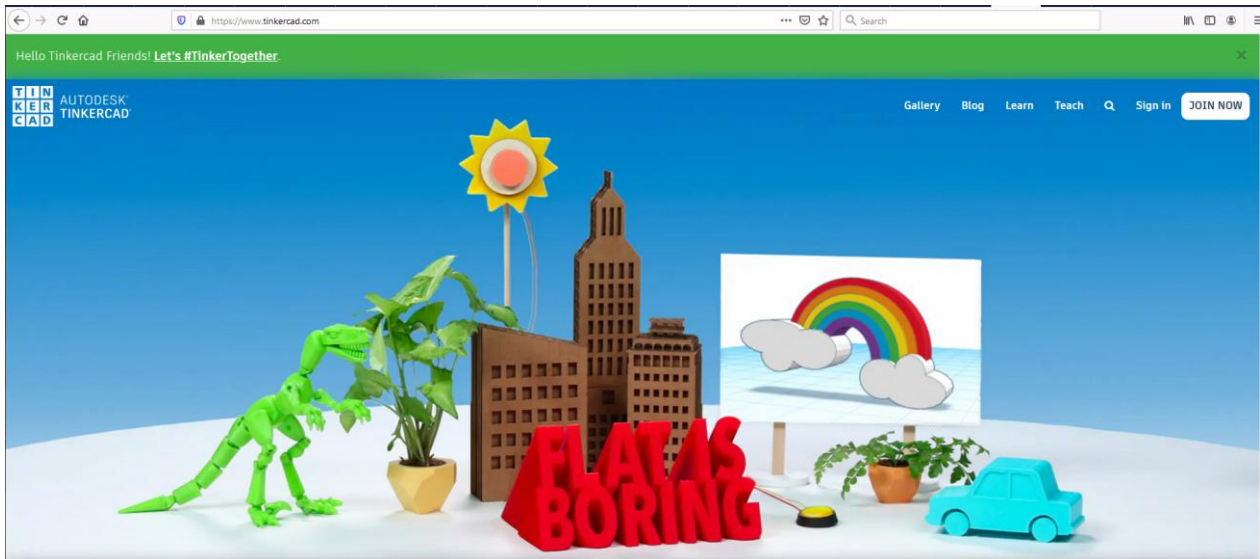 https://www.tinkercad.com
Search
Hello Tinkercad Friends! Let's #TinkerTogether.
TIN
KER
CAD
AUTODESK®
TINKERCAD®
Gallery Blog Learn Teach Sign in JOIN NOW
FLAT AS
BORING